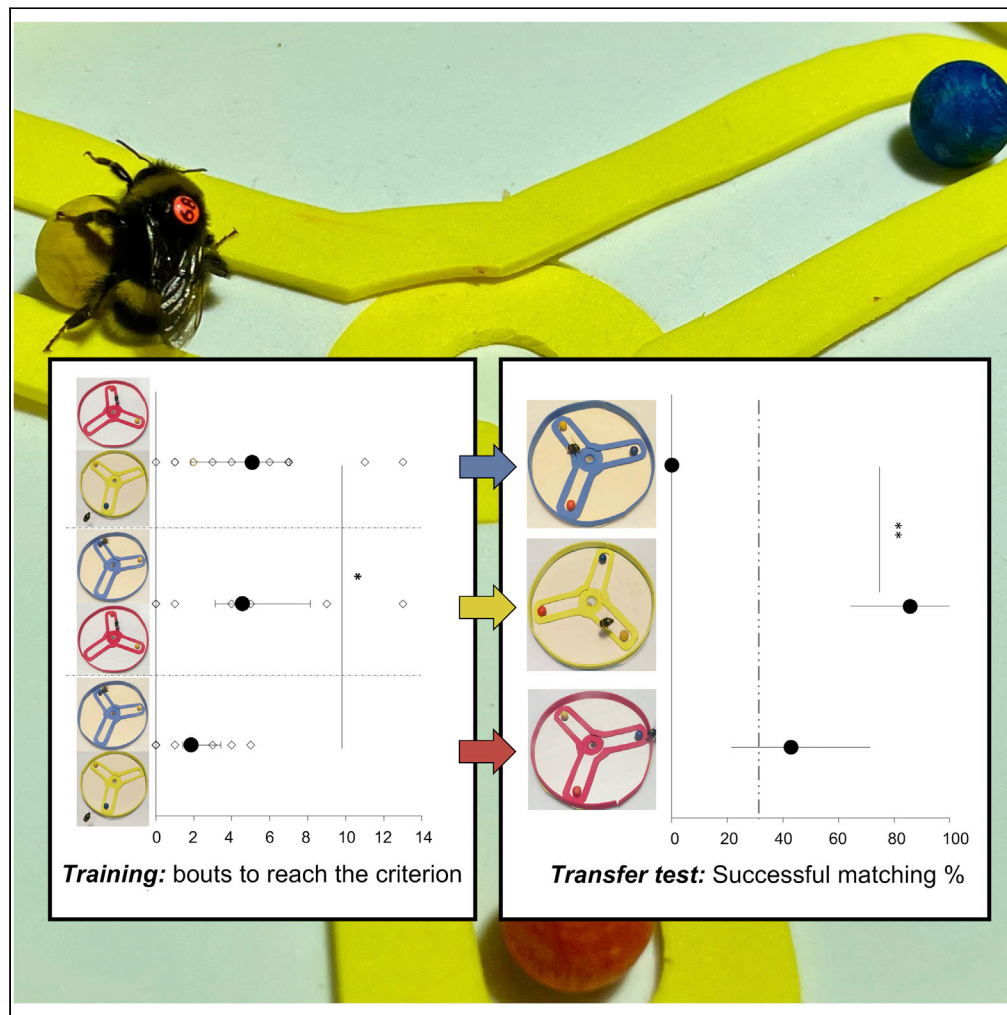 68
*
0 2 4 6 8 10 12 14
Training: bouts to reach the criterion
**
0 20 40 60 80 100
Transfer test: Successful matching %